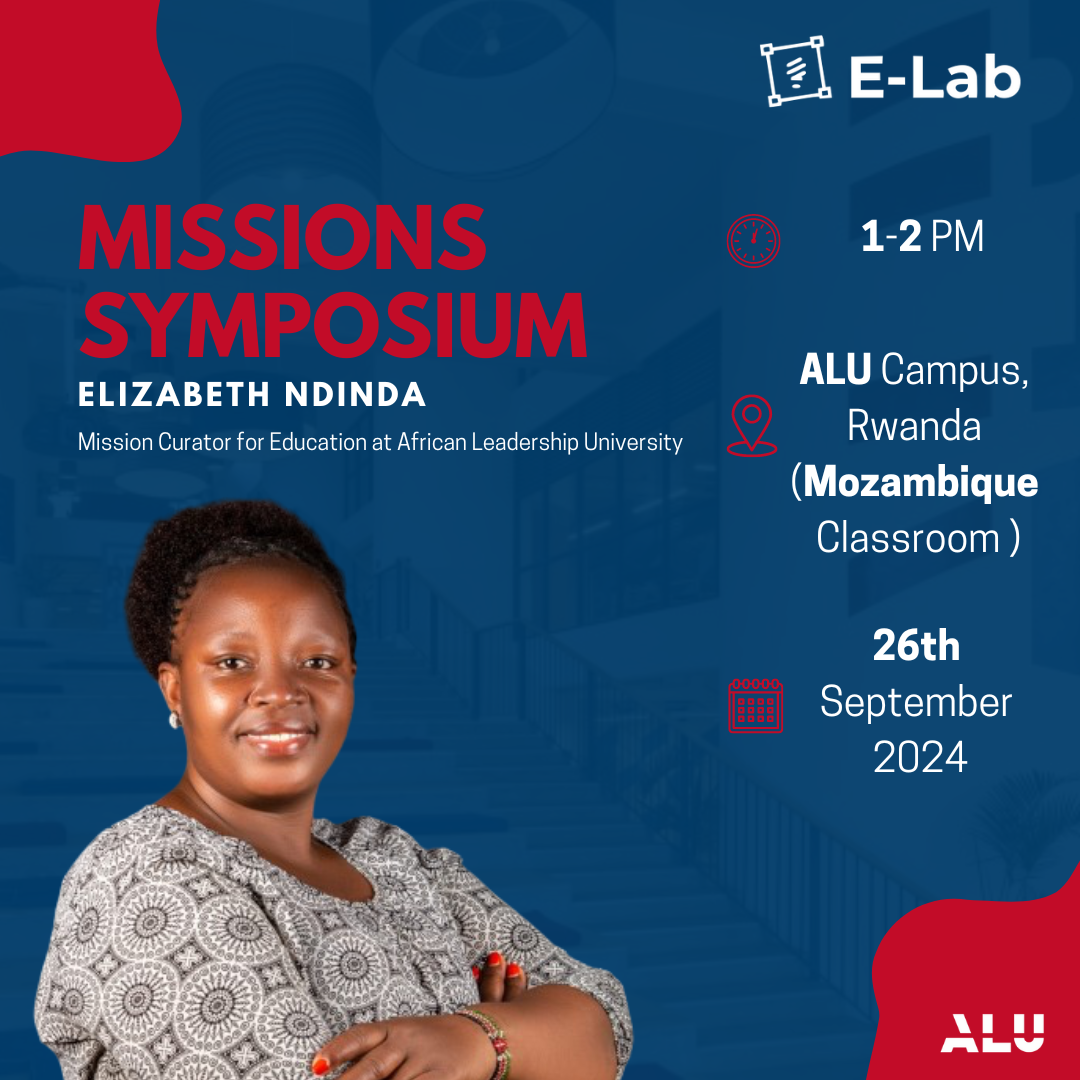 E-Lab
MISSIONS
SYMPOSIUM
ELIZABETH NDINDA
Mission Curator for Education at African Leadership University
1-2 PM
ALU Campus,
Rwanda
(Mozambique
Classroom )
26th
September
2024
ALU